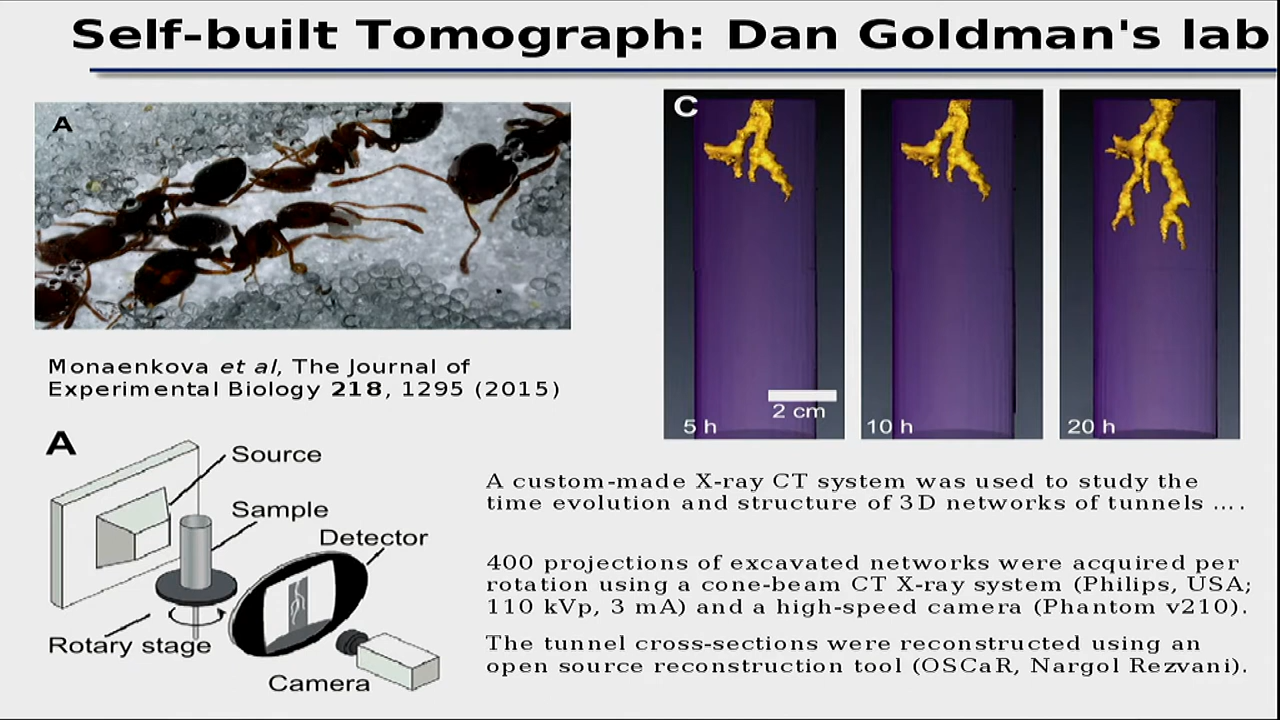 Self-built Tomograph: Dan Goldman's lab
A
Monaenkova et al, The Journal of
Experimental Biology 218, 1295 (2015)
C
2 cm
5 h
10 h
20 h
A
Source
Sample
Detector
Rotary stage
Camera
A custom-made X-ray CT system was used to study the
time evolution and structure of 3D networks of tunnels ....
400 projections of excavated networks were acquired per
rotation using a cone-beam CT X-ray system (Philips, USA;
110 kVp, 3 mA) and a high-speed camera (Phantom v210).
The tunnel cross-sections were reconstructed using an
open source reconstruction tool (OSCaR, Nargol Rezvani).